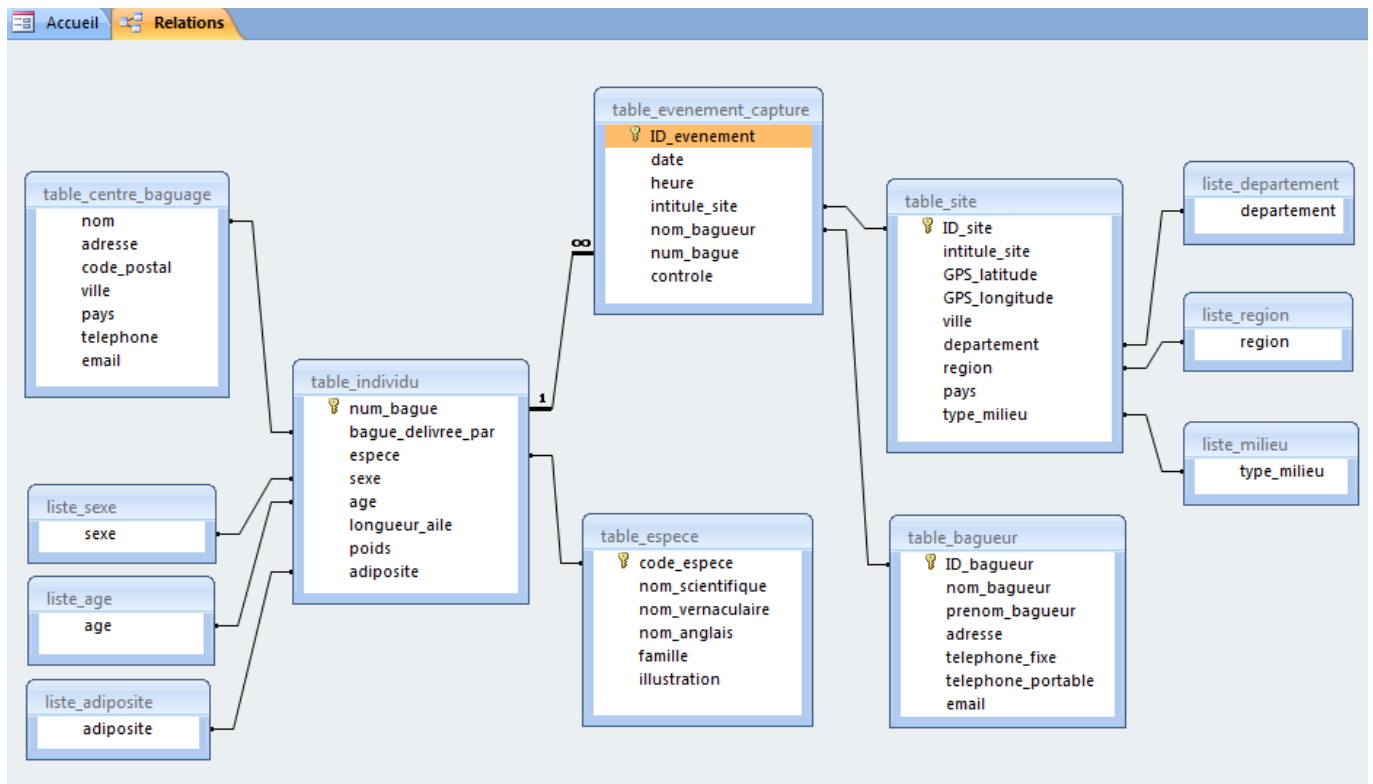 Accueil
Relations
table_evenement_capture
ID_evenement
date
heure
intitule_site
nom_bagueur
num_bague
controle
table_centre_baguage
nom
adresse
code_postal
ville
pays
telephone
email
table_site
ID_site
intitule_site
GPS_latitude
GPS_longitude
ville
departement
region
pays
type_milieu
liste_departement
departement
liste_region
region
liste_milieu
type_milieu
∞
1
table_individu
num_bague
bague_delivree_par
espece
sexe
age
longueur_aile
poids
adiposite
liste_sexe
sexe
liste_age
age
liste_adiposite
adiposite
table_espece
code_espece
nom_scientifique
nom_vernaculaire
nom_anglais
famille
illustration
table_bagueur
ID_bagueur
nom_bagueur
prenom_bagueur
adresse
telephone_fixe
telephone_portable
email